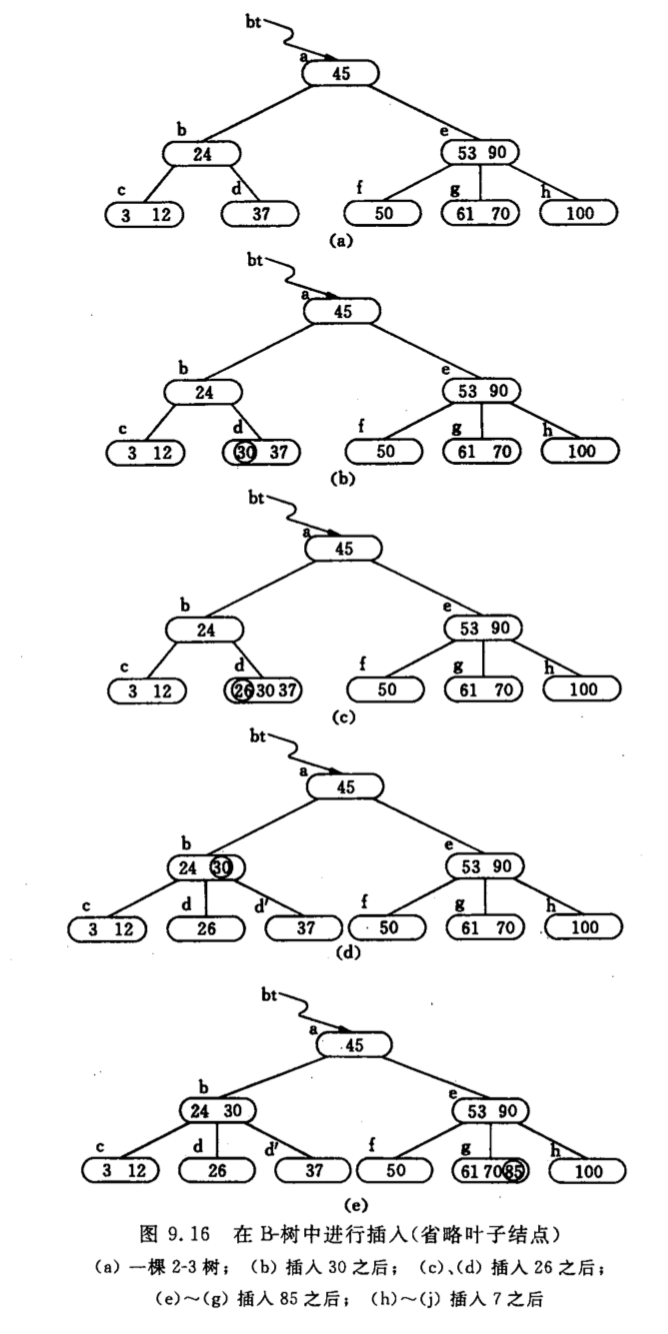 bt
a
45
b e
24 53 90
c d f g h
3 12 37 50 61 70 100
(a)
bt
a
45
b e
24 53 90
c d f g h
3 12 30 37 50 61 70 100
(b)
bt
a
45
b e
24 53 90
c d f g h
3 12 26 30 37 50 61 70 100
(c)
bt
a
45
b e
24 30 53 90
c d d' f g h
3 12 26 37 50 61 70 100
(d)
bt
a
45
b e
24 30 53 90
c d d' f g h
3 12 26 37 50 61 70 85 100
(e)
图 9.16 在 B-树中进行插入(省略叶子结点)
(a) 一棵 2-3 树; (b) 插入 30 之后; (c)、(d) 插入 26 之后;
(e)～(g) 插入 85 之后; (h)～(j) 插入 7 之后